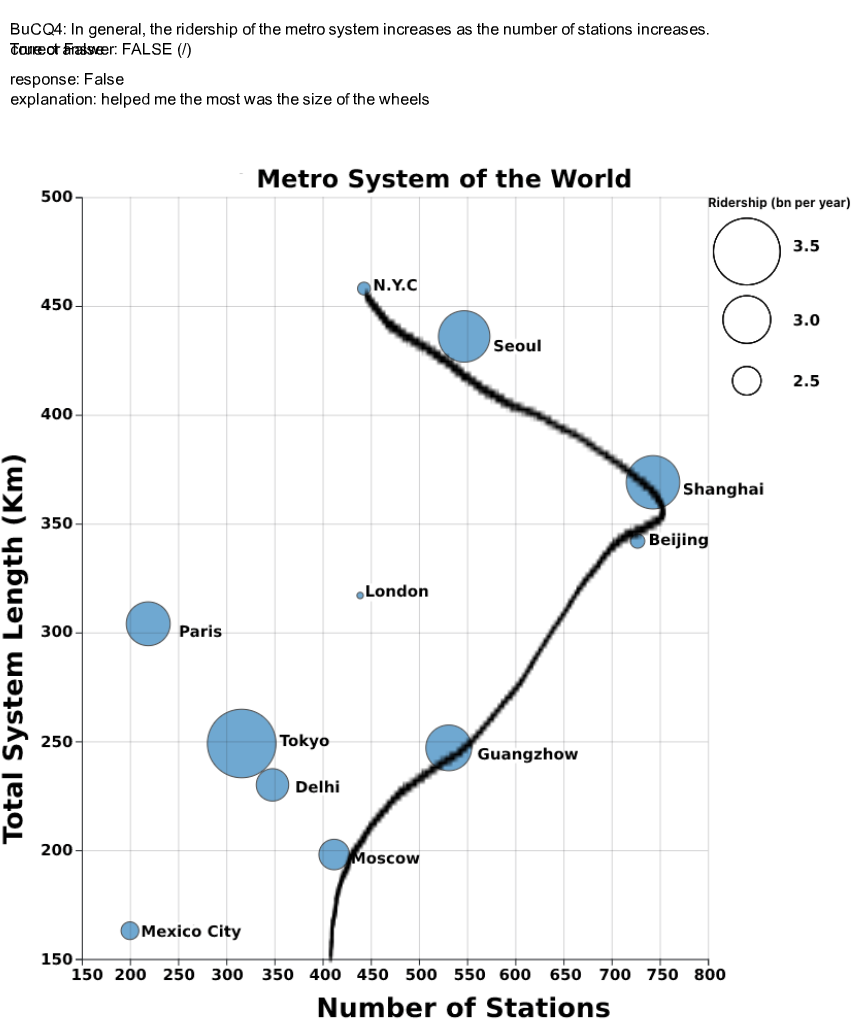 BuCQ4: In general, the ridership of the metro system increases as the number of stations increases.
True or False
correct answer: FALSE (/)
response: False
explanation: helped me the most was the size of the wheels
Metro System of the World
Ridership (bn per year)
3.5
3.0
2.5
Total System Length (Km)
500
450
400
350
300
250
200
150
N.Y.C
Seoul
Shanghai
Beijing
London
Paris
Tokyo
Guangzhow
Delhi
Moscow
Mexico City
150 200 250 300 350 400 450 500 550 600 650 700 750 800
Number of Stations